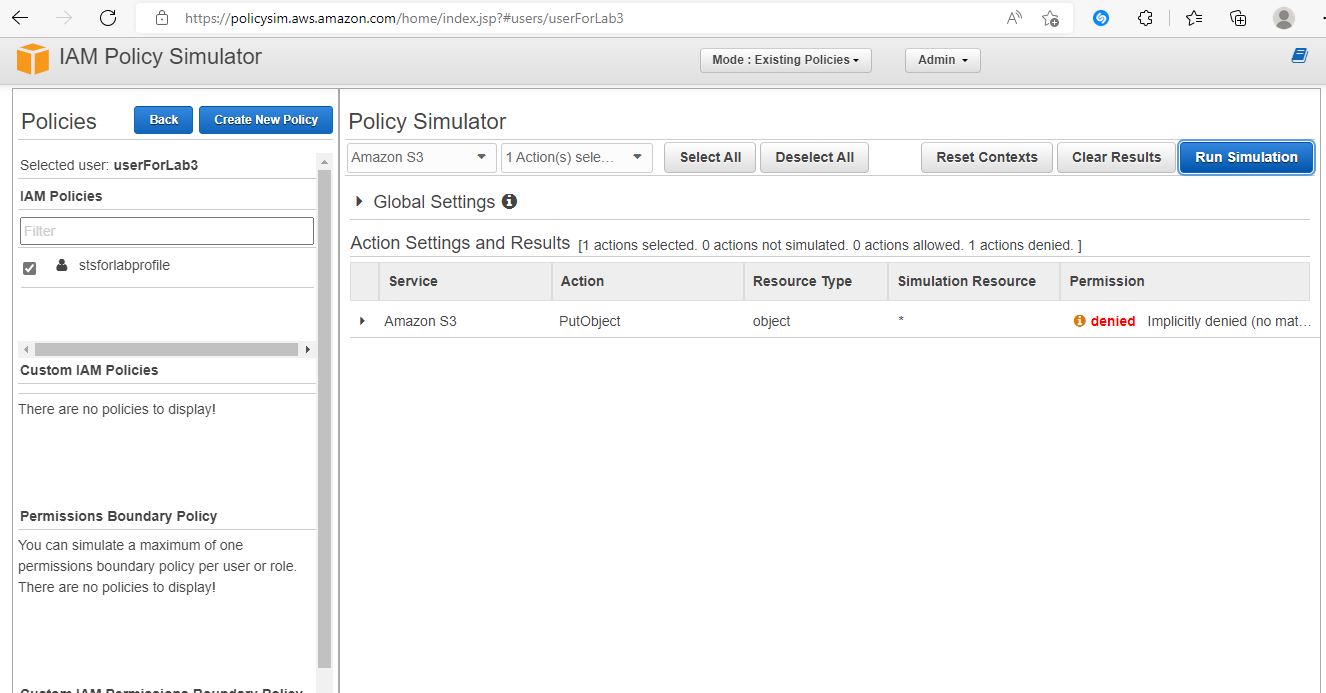 https://policysim.aws.amazon.com/home/index.jsp?#users/userForLab3
IAM Policy Simulator
Mode : Existing Policies
Admin
Policies
Back
Create New Policy
Selected user: userForLab3
IAM Policies
Filter
stsforlabprofile
Custom IAM Policies
There are no policies to display!
Permissions Boundary Policy
You can simulate a maximum of one
permissions boundary policy per user or role.
There are no policies to display!
Custom IAM Permissions Boundary Policy
Policy Simulator
Amazon S3
1 Action(s) sele...
Select All
Deselect All
Reset Contexts
Clear Results
Run Simulation
Global Settings
Action Settings and Results [1 actions selected. 0 actions not simulated. 0 actions allowed. 1 actions denied. ]
Service Action Resource Type Simulation Resource Permission
Amazon S3 PutObject object * denied Implicitly denied (no mat...